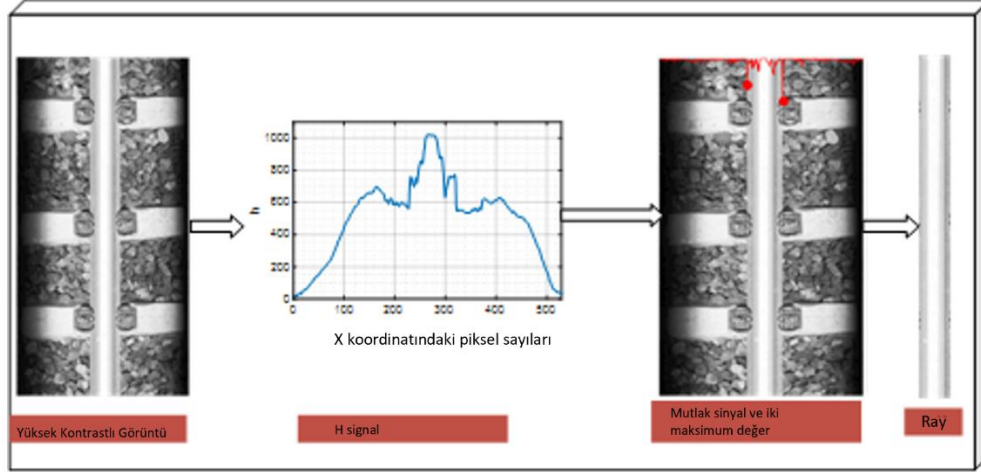 1000
800
600
400
200
0
h
0 100 200 300 400 500
X koordinatındaki piksel sayıları
Yüksek Kontrastlı Görüntü
H signal
Mutlak sinyal ve iki
maksimum değer
Ray